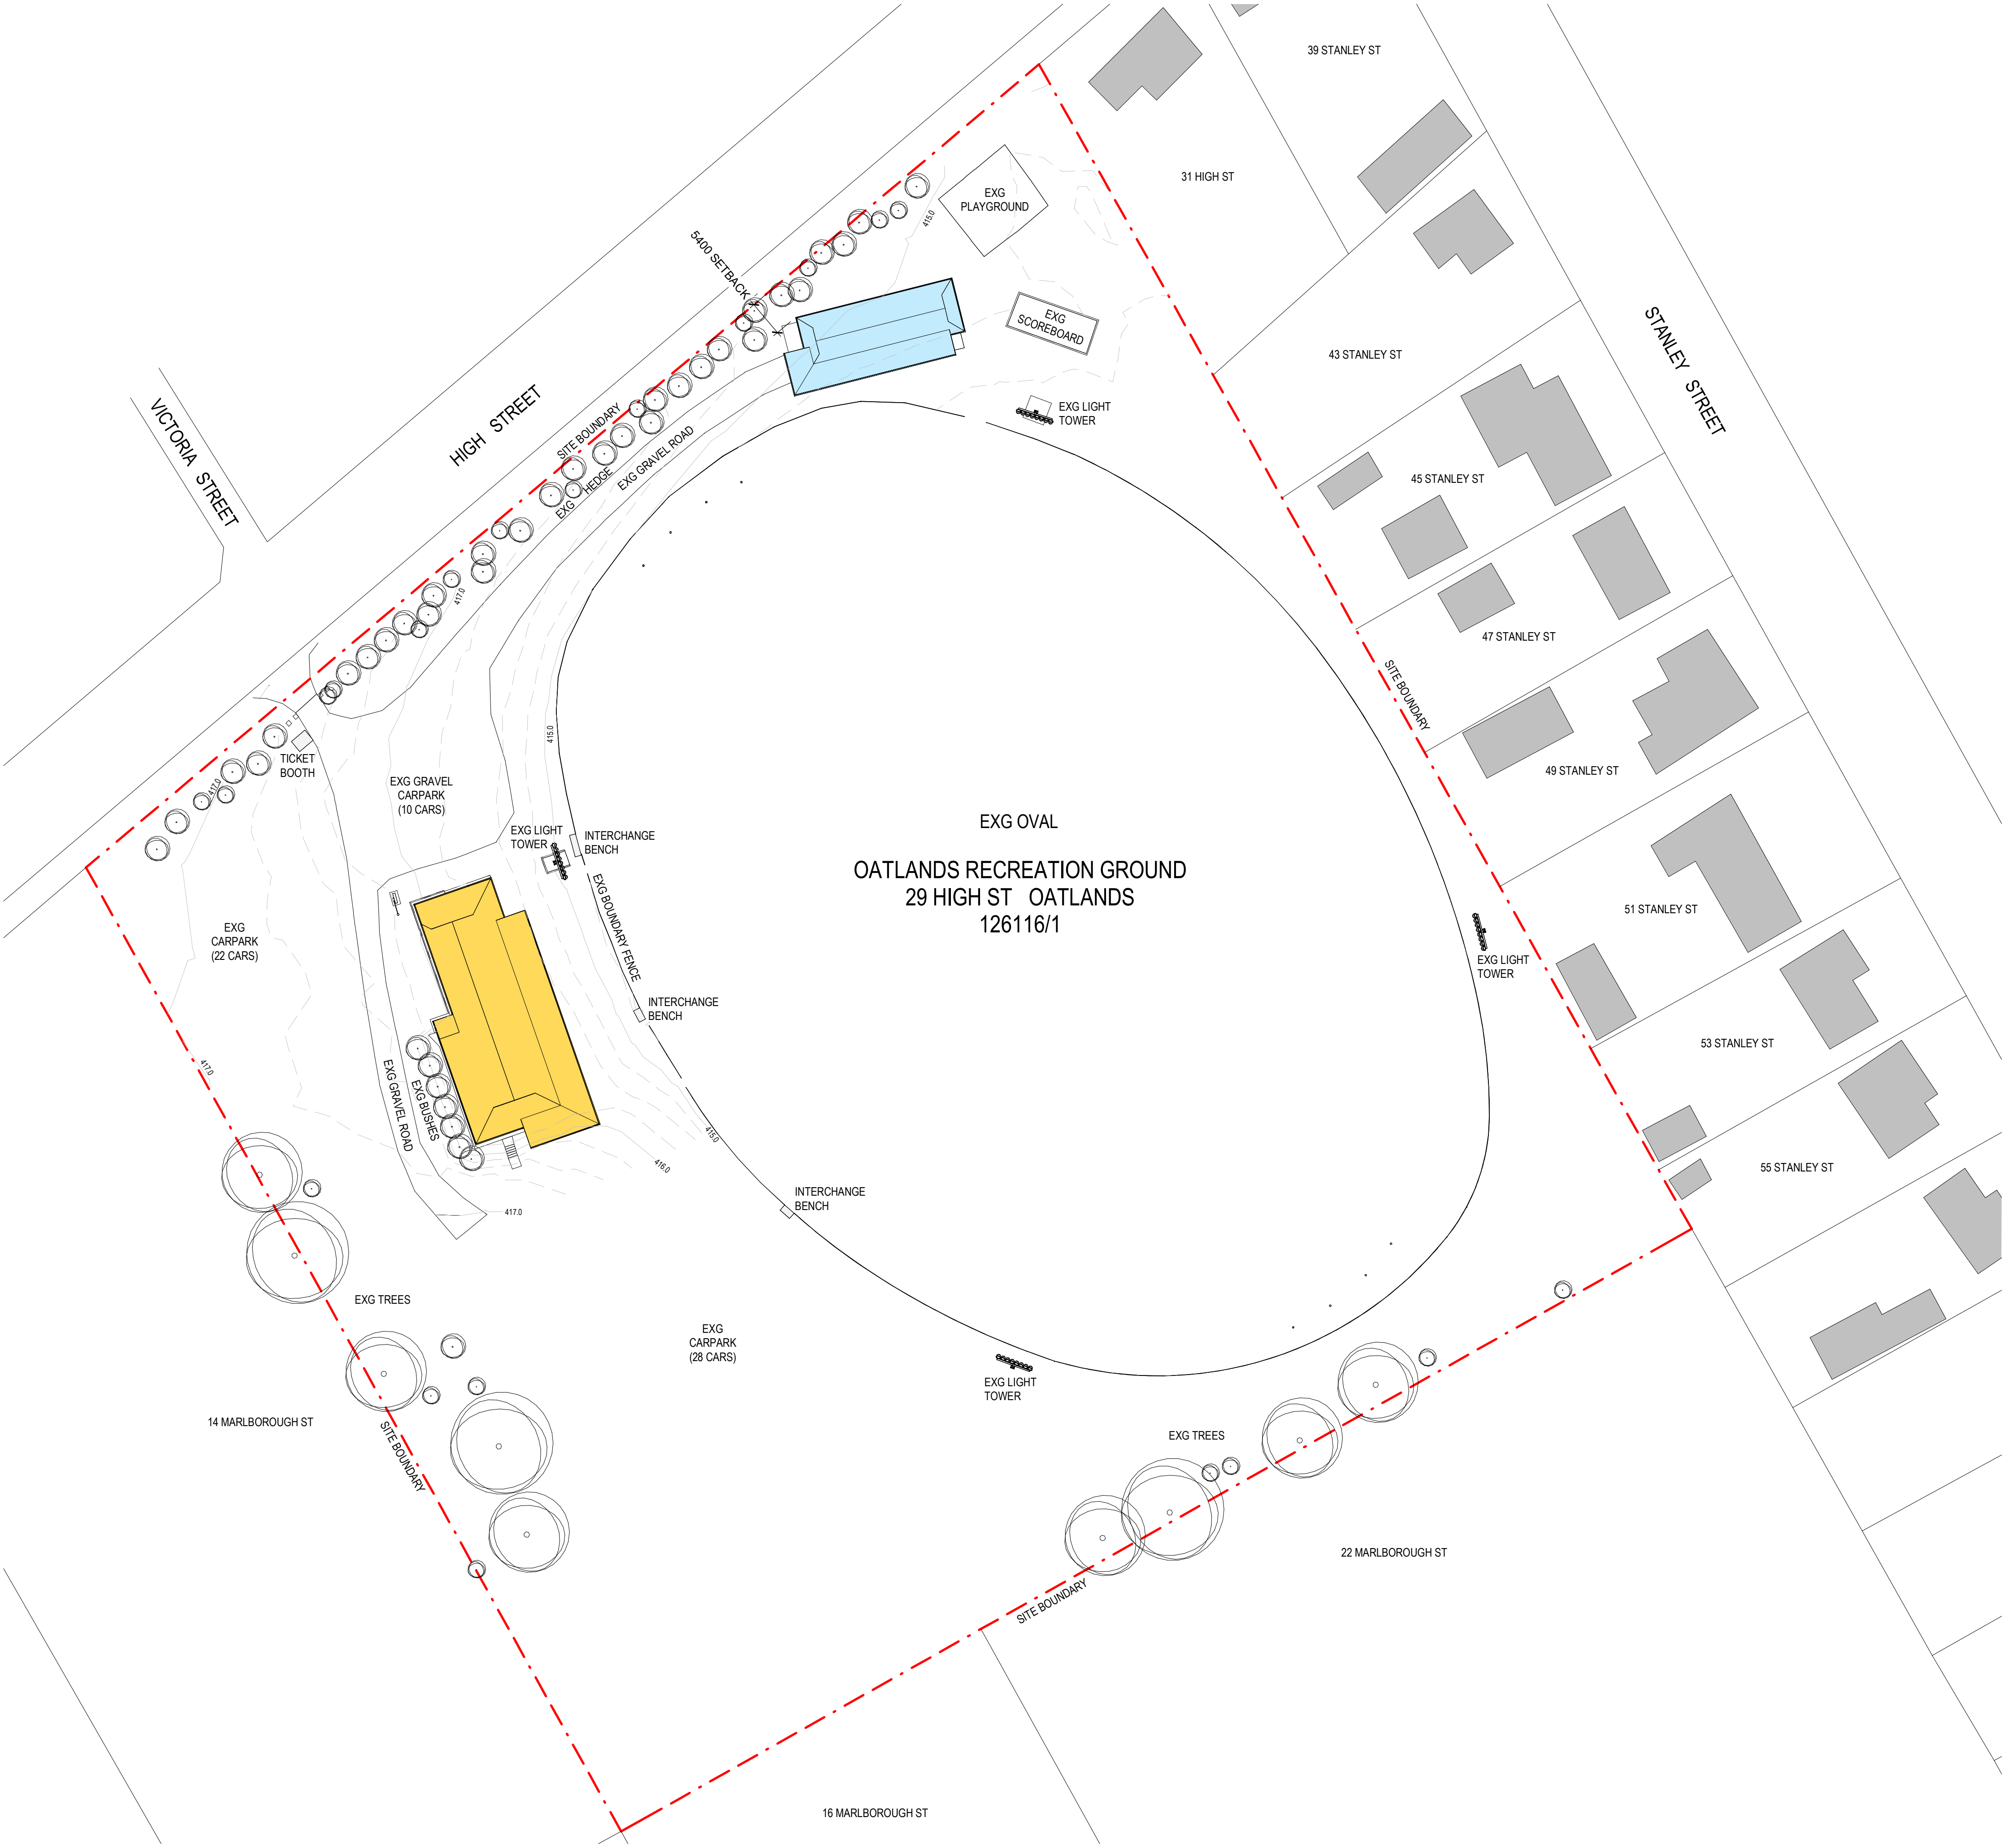 39 STANLEY ST
31 HIGH ST
EXG
PLAYGROUND
415.0
5400 SETBACK
EXG
SCOREBOARD
STANLEY STREET
43 STANLEY ST
VICTORIA STREET
HIGH STREET
SITE BOUNDARY
EXG HEDGE
EXG GRAVEL ROAD
EXG LIGHT
TOWER
45 STANLEY ST
417.0
47 STANLEY ST
SITE BOUNDARY
415.0
TICKET
BOOTH
417.0
EXG GRAVEL
CARPARK
(10 CARS)
49 STANLEY ST
EXG LIGHT
TOWER
INTERCHANGE
BENCH
EXG OVAL
OATLANDS RECREATION GROUND
29 HIGH ST OATLANDS
126116/1
EXG BOUNDARY FENCE
51 STANLEY ST
EXG
CARPARK
(22 CARS)
EXG LIGHT
TOWER
INTERCHANGE
BENCH
53 STANLEY ST
417.0
EXG GRAVEL ROAD
EXG BUSHES
415.0
416.0
55 STANLEY ST
INTERCHANGE
BENCH
417.0
EXG TREES
EXG
CARPARK
(28 CARS)
EXG LIGHT
TOWER
14 MARLBOROUGH ST
SITE BOUNDARY
EXG TREES
22 MARLBOROUGH ST
SITE BOUNDARY
16 MARLBOROUGH ST